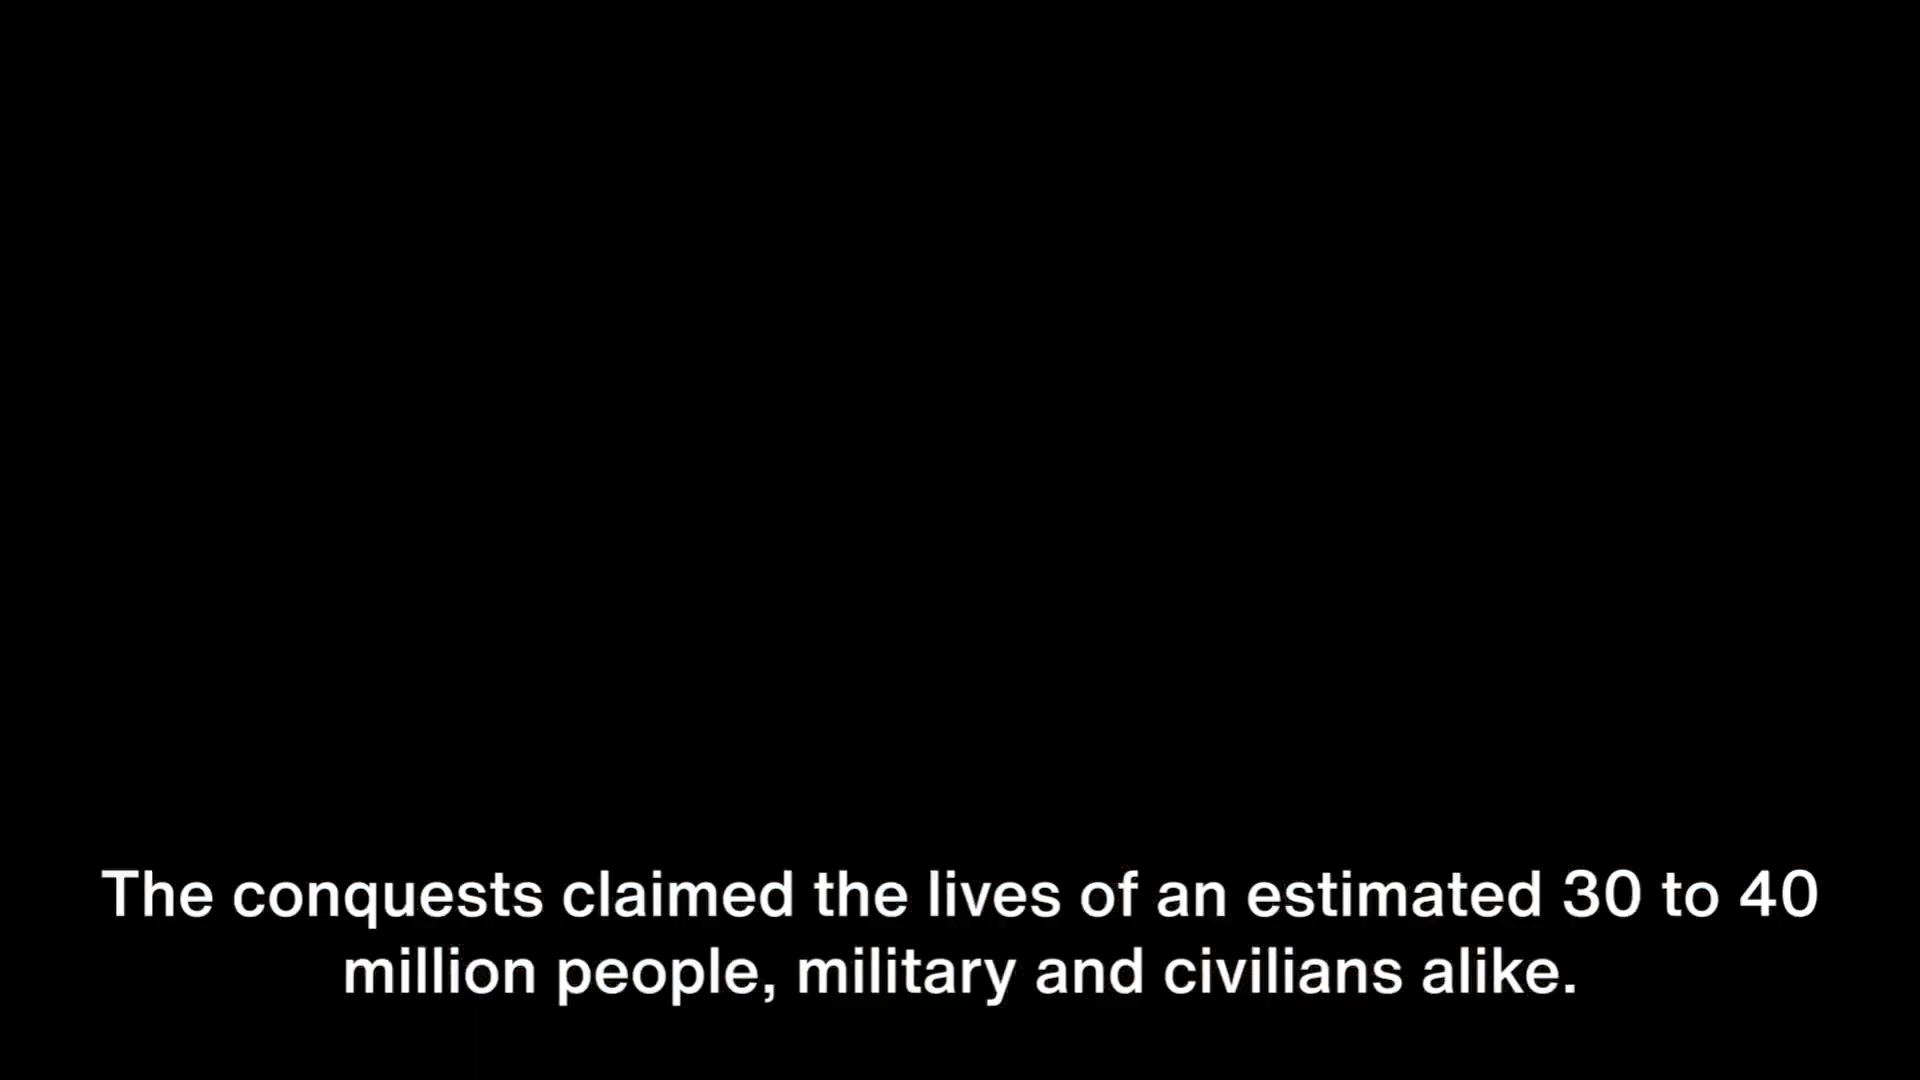 The conquests claimed the lives of an estimated 30 to 40
million people, military and civilians alike.